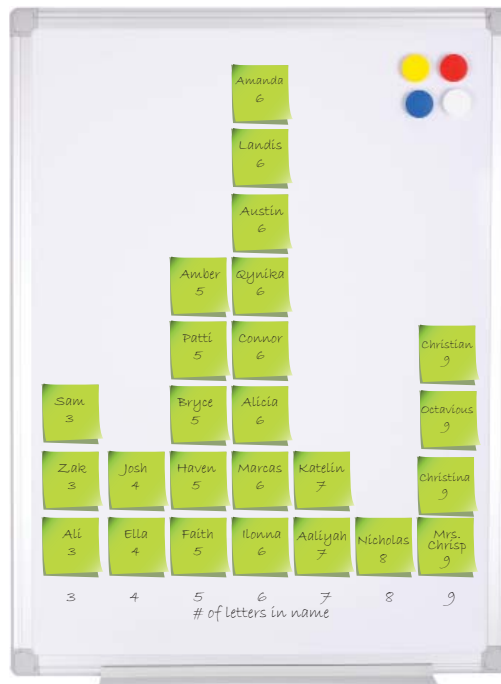 Amanda
6
Landis
6
Austin
6
Amber
5
Qynika
6
Patti
5
Connor
6
Christian
9
Sam
3
Bryce
5
Alicia
6
Octavious
9
Zak
3
Josh
4
Haven
5
Marcas
6
Katelin
7
Christina
9
Ali
3
Ella
4
Faith
5
Ilonna
6
Aaliyah
7
Nicholas
8
Mrs.
Chrisp
9
3 4 5 6 7 8 9
# of letters in name